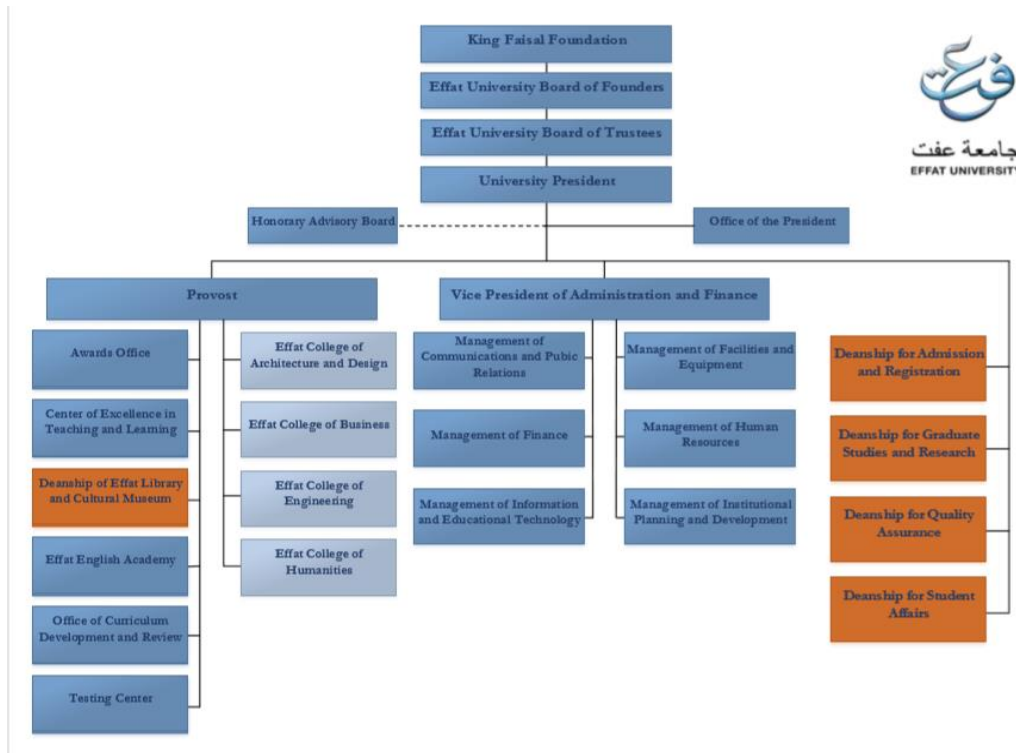 King Faisal Foundation
Effat University Board of Founders
Effat University Board of Trustees
University President
Honorary Advisory Board
Office of the President
جامعة عفت
EFFAT UNIVERSITY
Provost
Vice President of Administration and Finance
Awards Office
Center of Excellence in
Teaching and Learning
Deanship of Effat Library
and Cultural Museum
Effat English Academy
Office of Curriculum
Development and Review
Testing Center
Effat College of
Architecture and Design
Effat College of Business
Effat College of
Engineering
Effat College of
Humanities
Management of
Communications and Pubic
Relations
Management of Finance
Management of Information
and Educational Technology
Management of Facilities and
Equipment
Management of Human
Resources
Management of Institutional
Planning and Development
Deanship for Admission
and Registration
Deanship for Graduate
Studies and Research
Deanship for Quality
Assurance
Deanship for Student
Affairs